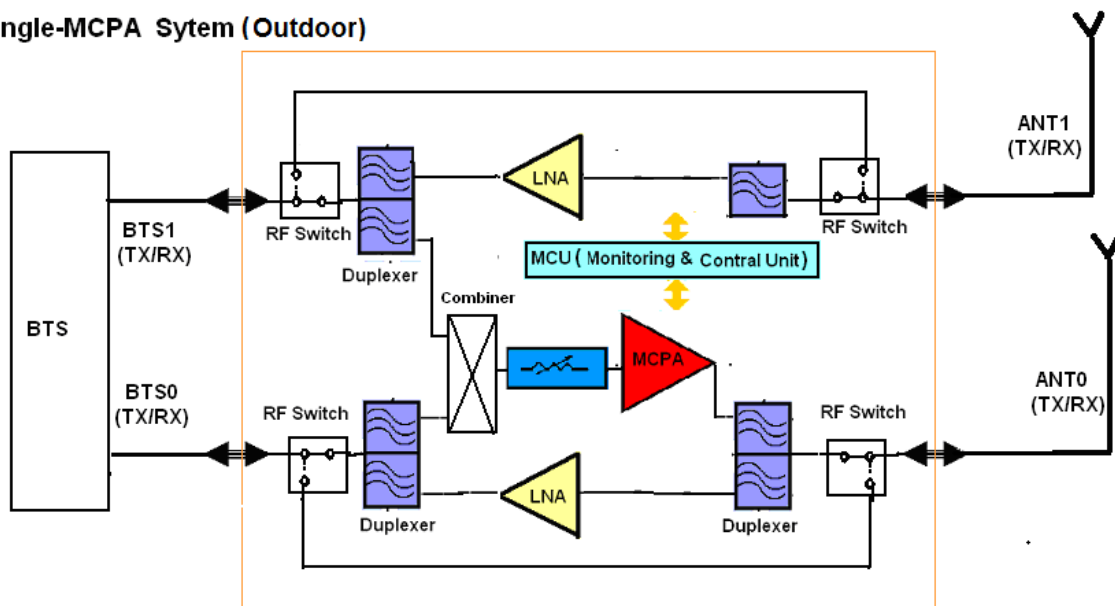 ngle-MCPA Sytem (Outdoor)
ANT1
(TX/RX)
LNA
RF Switch
RF Switch
BTS1
(TX/RX)
Duplexer
MCU ( Monitoring & Contral Unit )
Combiner
BTS
MCPA
BTS0
(TX/RX)
RF Switch
RF Switch
ANT0
(TX/RX)
LNA
Duplexer
Duplexer